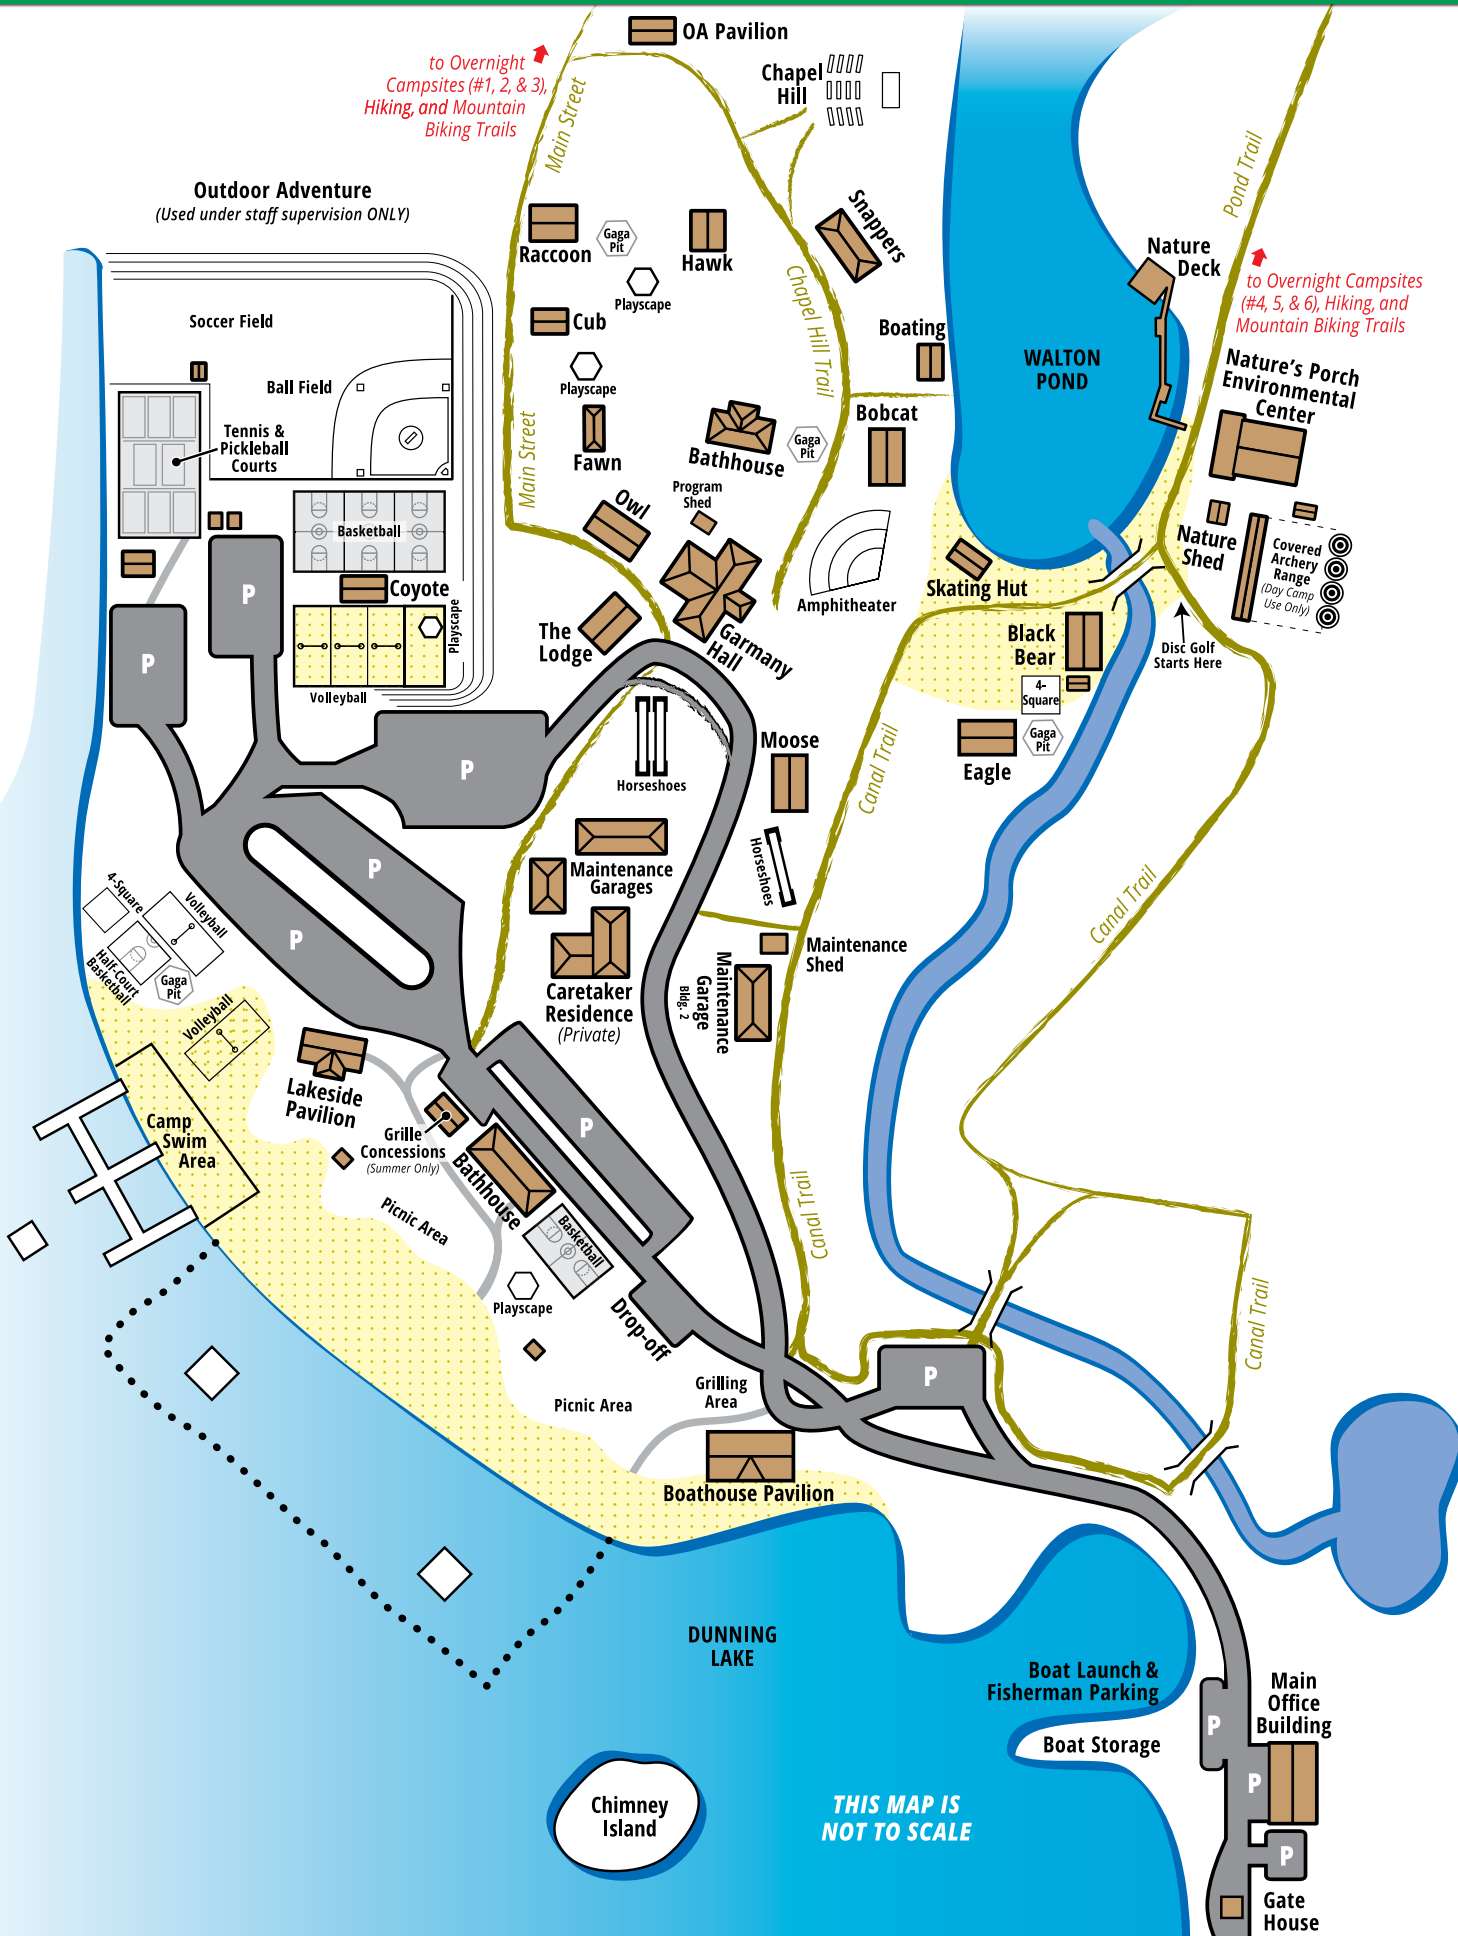 OA Pavilion
to Overnight
Campsites (#1, 2, & 3),
Hiking, and Mountain
Biking Trails
Main Street
Chapel
Hill
Outdoor Adventure
(Used under staff supervision ONLY)
Pond Trail
Raccoon
Gaga
Pit
Hawk
Snappers
Playscape
Nature
Deck
to Overnight Campsites
(#4, 5, & 6), Hiking, and
Mountain Biking Trails
Soccer Field
Cub
Chapel Hill Trail
Boating
WALTON
POND
Ball Field
Playscape
Nature's Porch
Environmental
Center
Tennis &
Pickleball
Courts
Main Street
Fawn
Bathhouse
Gaga
Pit
Bobcat
Program
Shed
Owl
Basketball
Coyote
Playscape
Volleyball
Amphitheater
Skating Hut
Nature
Shed
Covered
Archery
Range
(Day Camp
Use Only)
The
Lodge
Garmany
Hall
Black
Bear
Disc Golf
Starts Here
4-
Square
Gaga
Pit
Eagle
P
P
P
Horseshoes
Moose
Canal Trail
Horseshoes
Maintenance
Garages
P
P
4-Square
Volleyball
Half-Court
Basketball
Gaga
Pit
Volleyball
Canal Trail
Maintenance
Shed
Maintenance
Garage
Bldg. 2
Caretaker
Residence
(Private)
Lakeside
Pavilion
Camp
Swim
Area
Grille
Concessions
(Summer Only)
P
Bathhouse
Picnic Area
Basketball
Playscape
Drop-off
Canal Trail
Canal Trail
P
Grilling
Area
Picnic Area
Boathouse Pavilion
DUNNING
LAKE
Boat Launch &
Fisherman Parking
Boat Storage
Main
Office
Building
P
P
P
Chimney
Island
THIS MAP IS
NOT TO SCALE
Gate
House